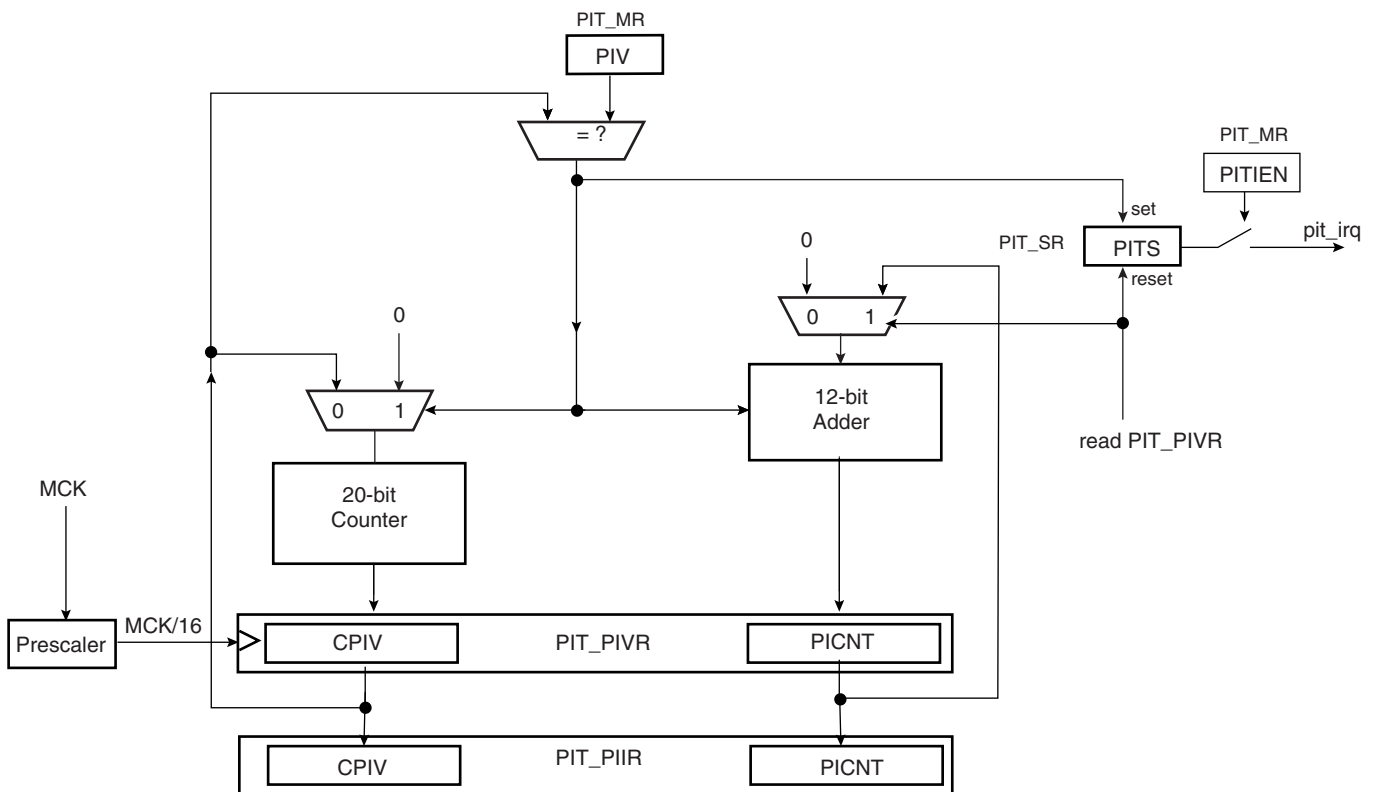 PIT_MR
PIV
= ?
PIT_MR
PITIEN
set
PIT_SR
PITS
pit_irq
reset
0
0 1
0
0 1
12-bit
Adder
read PIT_PIVR
20-bit
Counter
MCK
Prescaler
MCK/16
CPIV
PIT_PIVR
PICNT
CPIV
PIT_PIIR
PICNT